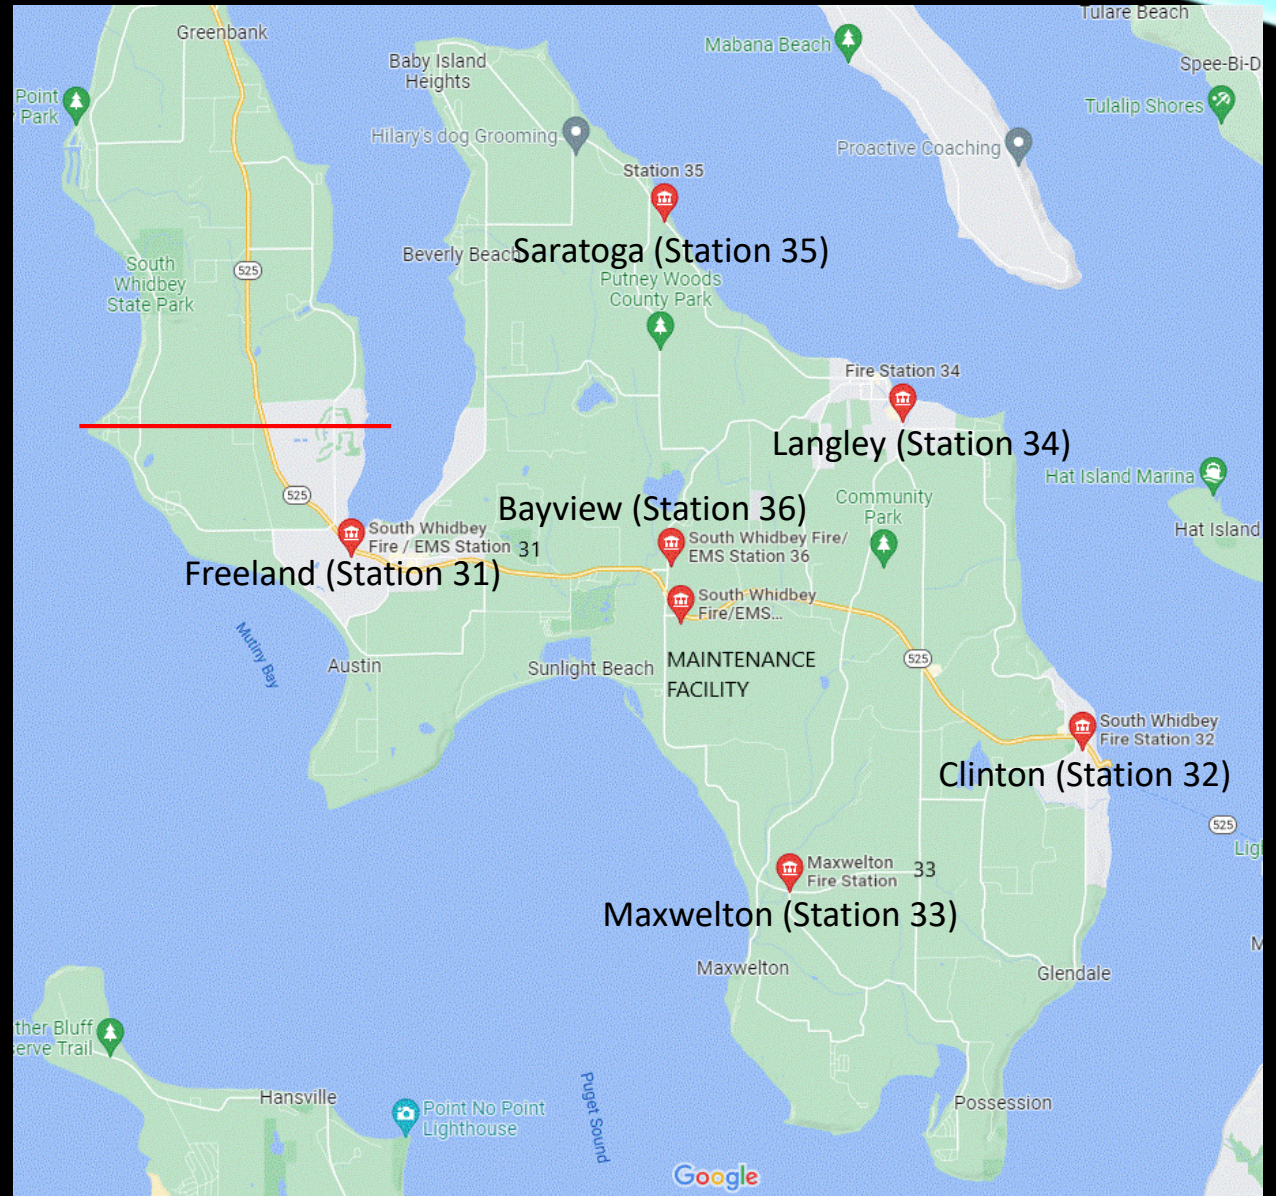 Tulare Beach
Greenbank
Mabana Beach
Baby Island
Heights
Spee-Bi-D
Point
Park
Tulalip Shores
Hilary's dog Grooming
Proactive Coaching
Station 35
Saratoga (Station 35)
Beverly Beach
South
Whidbey
State Park
525
Putney Woods
County Park
Fire Station 34
Langley (Station 34)
Hat Island Marina
525
Bayview (Station 36)
Community
Park
South Whidbey
Fire / EMS Station 31
South Whidbey Fire/
EMS Station 36
Hat Island
Freeland (Station 31)
South Whidbey
Fire/EMS...
Mutiny Bay
Austin
Sunlight Beach
MAINTENANCE
FACILITY
525
South Whidbey
Fire Station 32
Clinton (Station 32)
525
Lig
Maxwelton
Fire Station 33
Maxwelton (Station 33)
M
Maxwelton
Glendale
ther Bluff
serve Trail
Hansville
Point No Point
Lighthouse
Puget Sound
Possession
Google